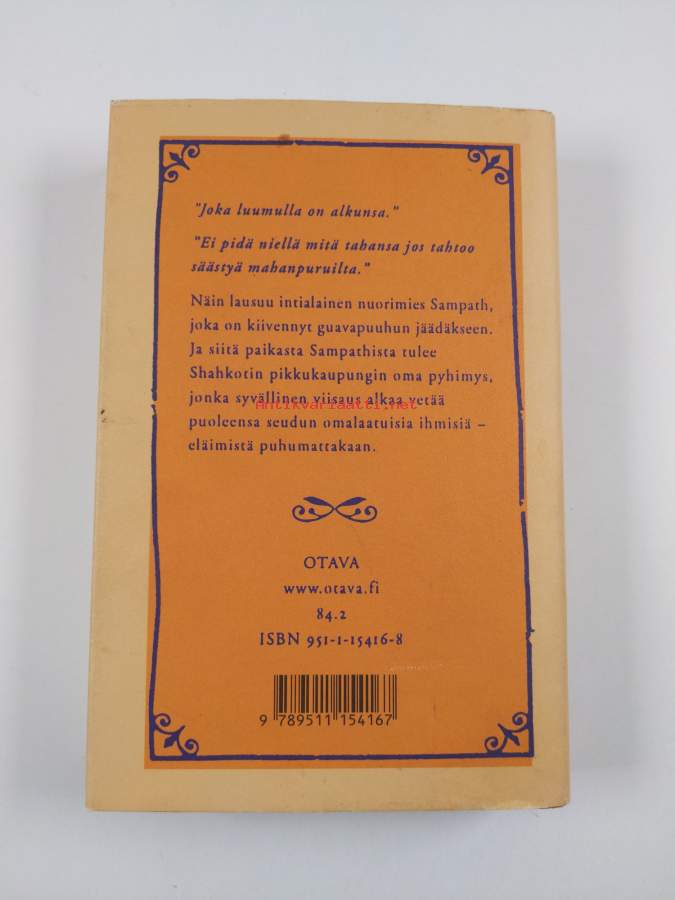 "Joka luumulla on alkunsa."
"Ei pidä niellä mitä tahansa jos tahtoo
säästyä mahanpuruilta."
Näin lausuu intialainen nuorimies Sampath,
joka on kiivennyt guavapuuhun jäädäkseen.
Ja siitä paikasta Sampathista tulee
Shahkotin pikkukaupungin oma pyhimys,
jonka syvällinen viisaus alkaa vetää
Antikvariaatti.net
puoleensa seudun omalaatuisia ihmisiä –
eläimistä puhumattakaan.
OTAVA
www.otava.fi
84.2
ISBN 951-1-15416-8
9 789511 154167